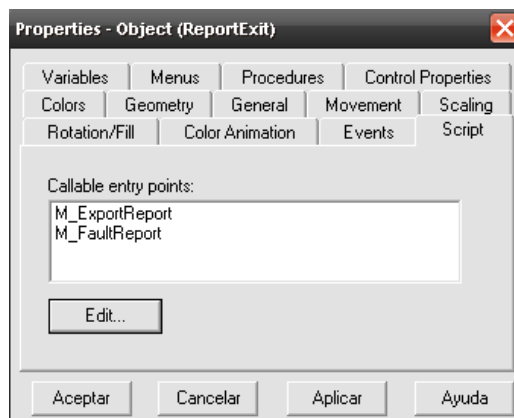 Properties - Object (ReportExit)
Variables Menus Procedures Control Properties
Colors Geometry General Movement Scaling
Rotation/Fill Color Animation Events Script
Callable entry points:
M_ExportReport
M_FaultReport
Edit...
Aceptar Cancelar Aplicar Ayuda